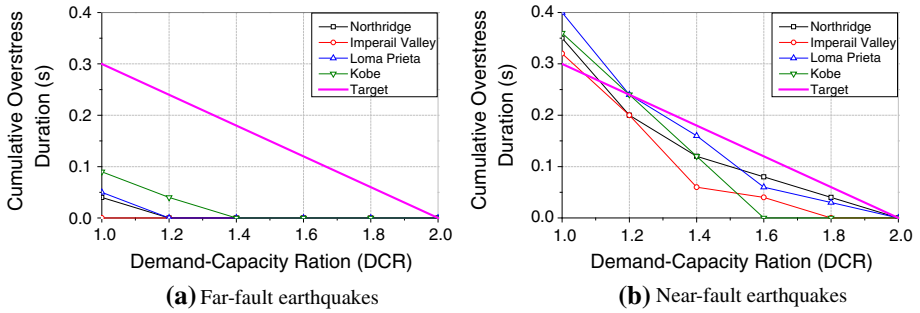 0.4
0.3
0.2
0.1
0.0
Cumulative Overstress
Duration (s)
1.0 1.2 1.4 1.6 1.8 2.0
Demand-Capacity Ration (DCR)
Northridge
Imperail Valley
Loma Prieta
Kobe
Target
(a) Far-fault earthquakes
0.4
0.3
0.2
0.1
0.0
Cumulative Overstress
Duration (s)
1.0 1.2 1.4 1.6 1.8 2.0
Demand-Capacity Ration (DCR)
Northridge
Imperail Valley
Loma Prieta
Kobe
Target
(b) Near-fault earthquakes